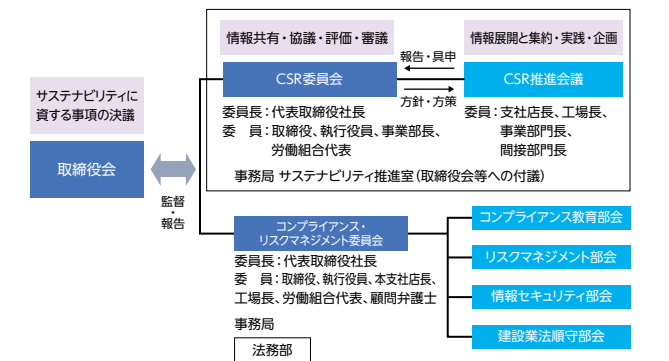 サステナビリティに
資する事項の決議
取締役会
監督
・
報告
情報共有・協議・評価・審議
CSR委員会
委員長：代表取締役社長
委　員：取締役、執行役員、事業部長、
労働組合代表
報告・具申
方針・方策
情報展開と集約・実践・企画
CSR推進会議
委員：支社店長、工場長、
事業部門長、
間接部門長
事務局 サステナビリティ推進室（取締役会等への付議）
コンプライアンス・
リスクマネジメント委員会
委員長：代表取締役社長
委　員：取締役、執行役員、本支社店長、
工場長、労働組合代表、顧問弁護士
事務局
法務部
コンプライアンス教育部会
リスクマネジメント部会
情報セキュリティ部会
建設業法順守部会